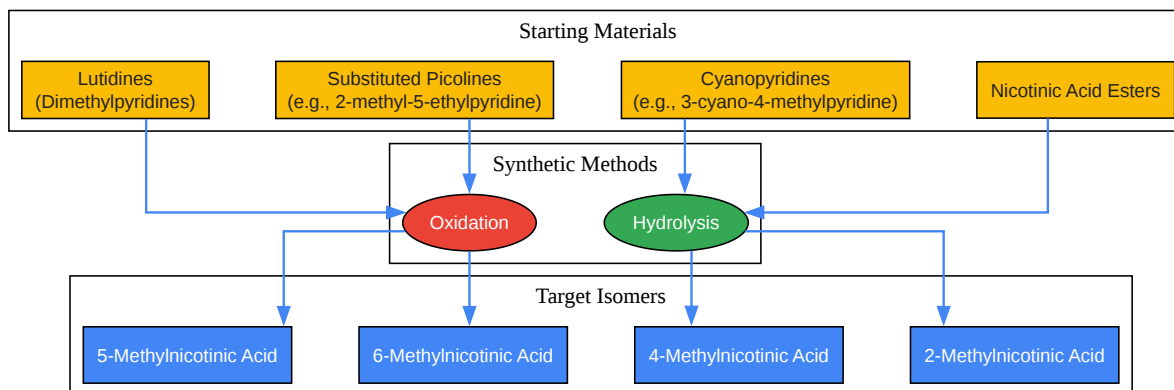 Starting Materials
Lutidines
(Dimethylpyridines)
Substituted Picolines
(e.g., 2-methyl-5-ethylpyridine)
Cyanopyridines
(e.g., 3-cyano-4-methylpyridine)
Nicotinic Acid Esters
Synthetic Methods
Oxidation
Hydrolysis
Target Isomers
5-Methylnicotinic Acid
6-Methylnicotinic Acid
4-Methylnicotinic Acid
2-Methylnicotinic Acid